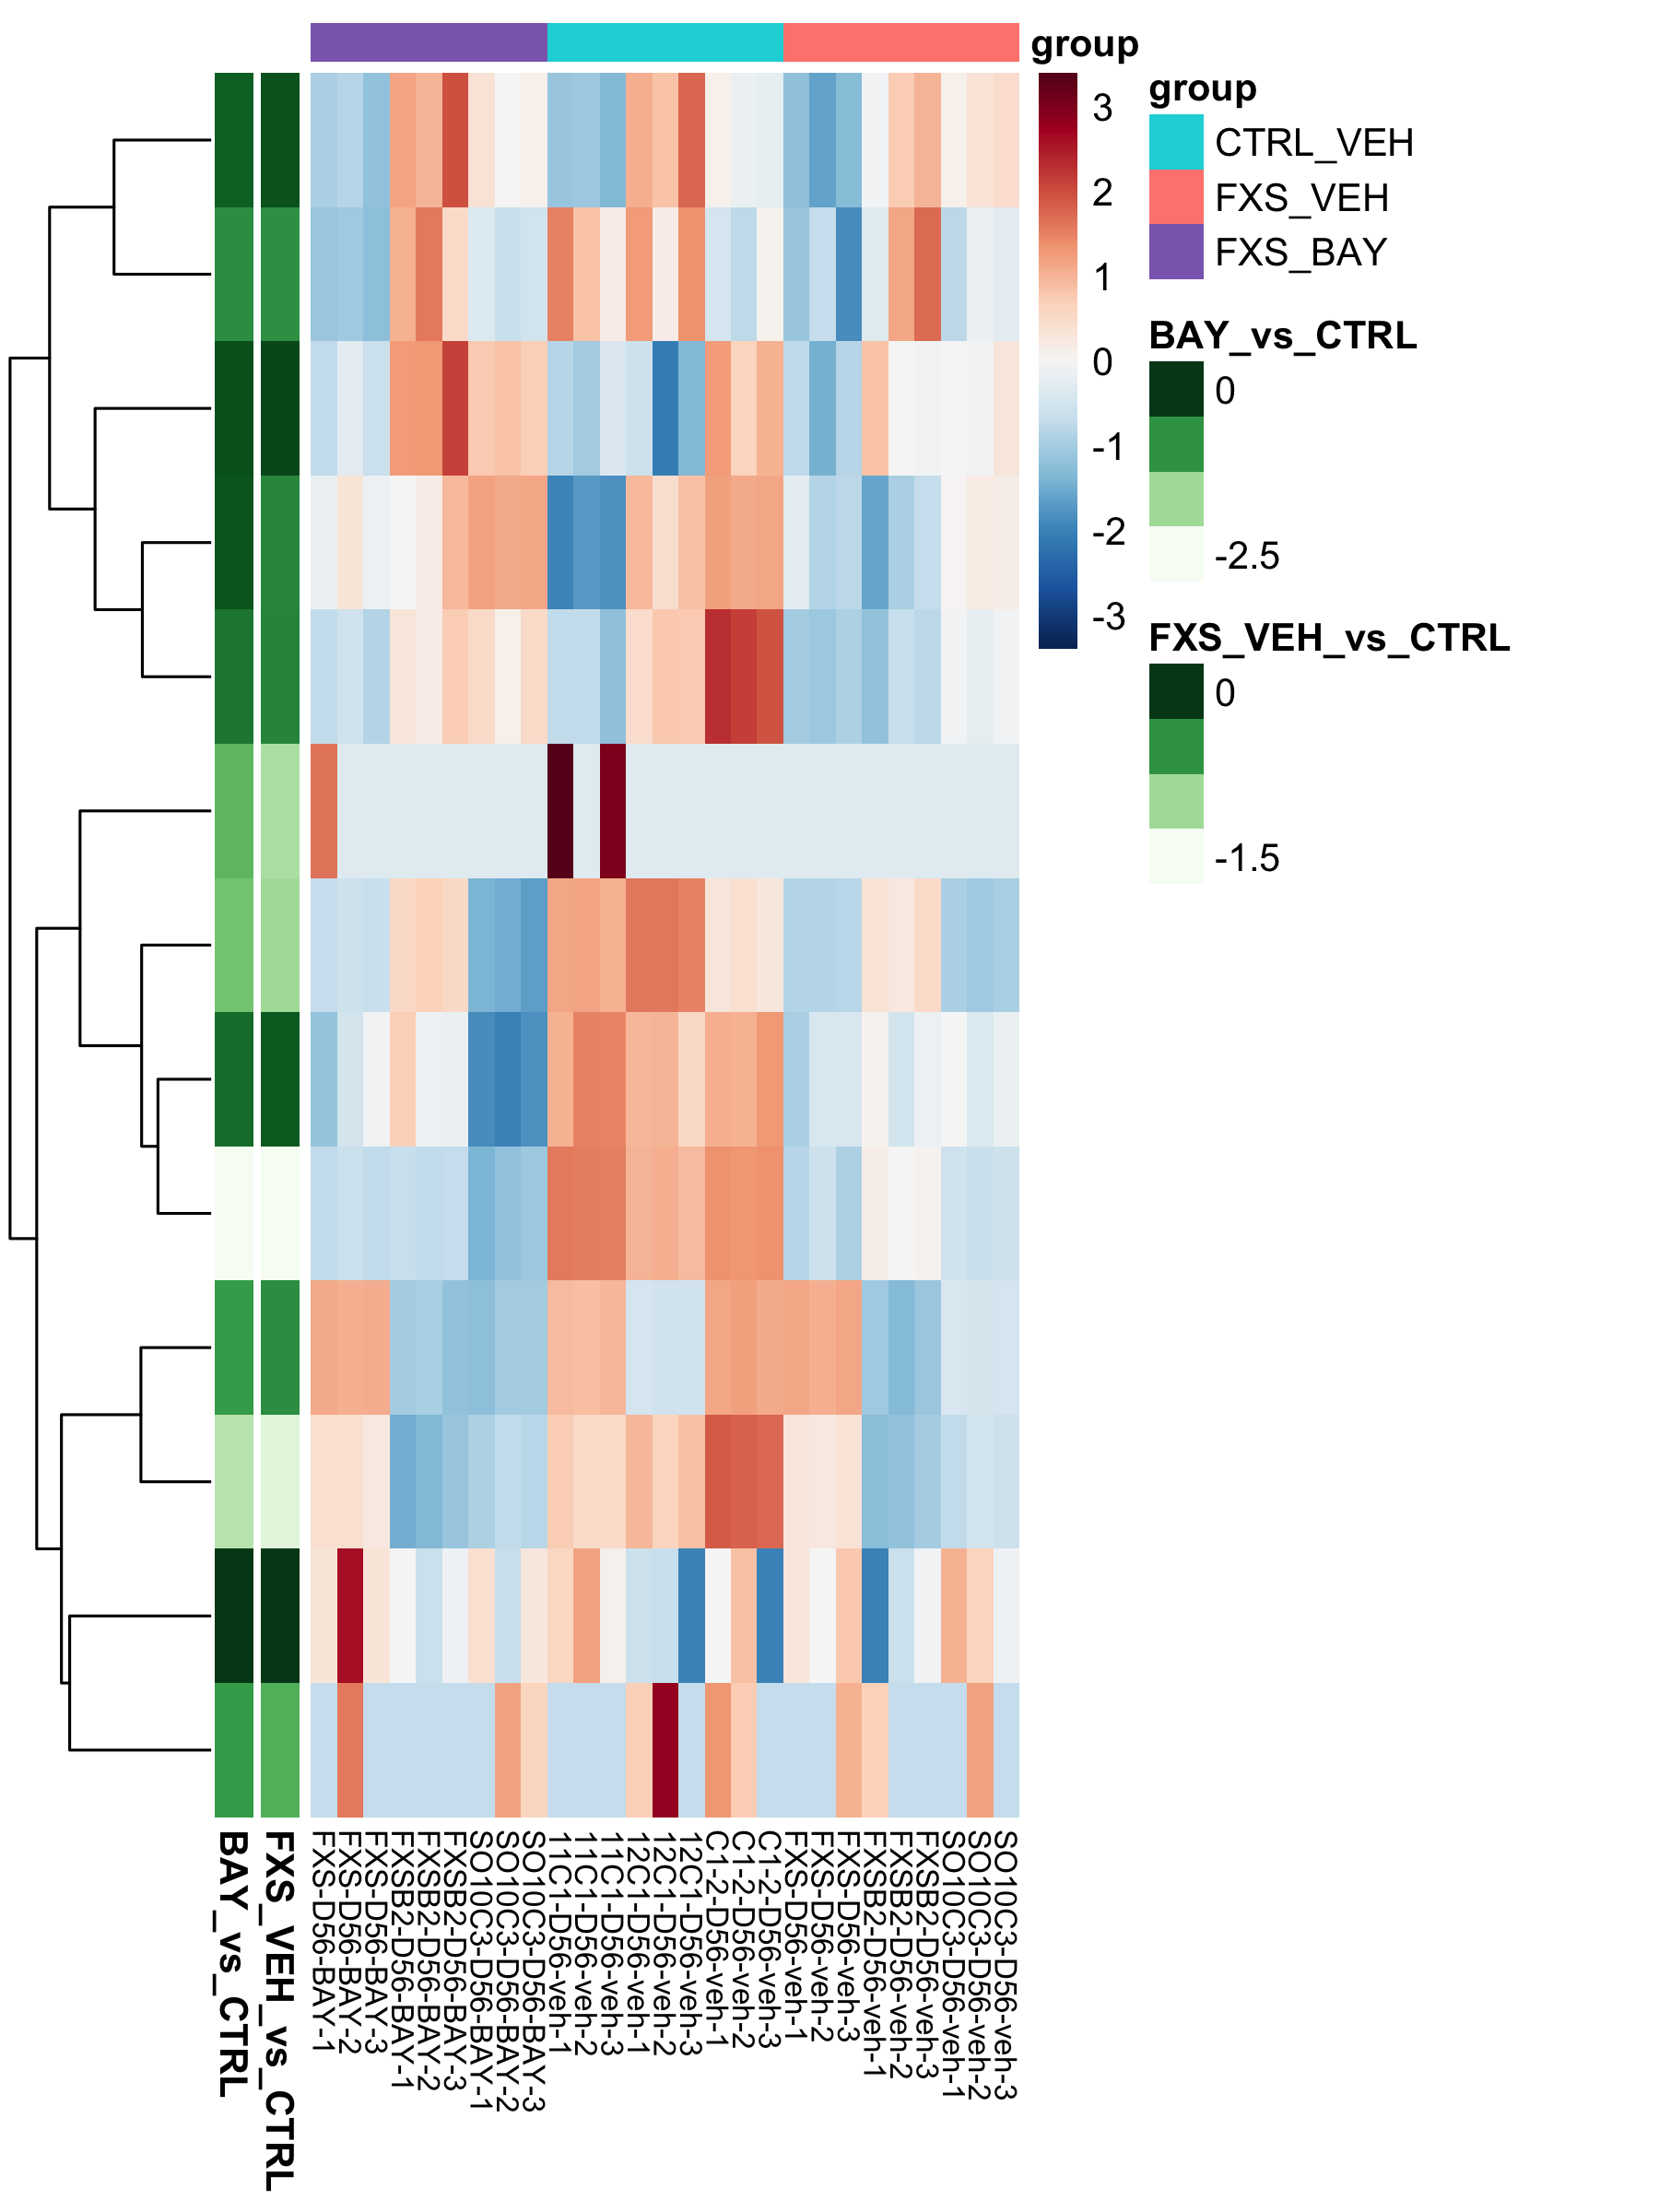 group
3
2
1
0
-1
-2
-3
group
CTRL_VEH
FXS_VEH
FXS_BAY
BAY_vs_CTRL
0
-2.5
FXS_VEH_vs_CTRL
0
-1.5
BAY_vs_CTRL
FXS_VEH_vs_CTRL
FXS-D56-BAY-1
FXS-D56-BAY-2
FXS-D56-BAY-3
FXSB2-D56-BAY-1
FXSB2-D56-BAY-2
FXSB2-D56-BAY-3
SO10C3-D56-BAY-1
SO10C3-D56-BAY-2
SO10C3-D56-BAY-3
11C1-D56-veh-1
11C1-D56-veh-2
11C1-D56-veh-3
12C1-D56-veh-1
12C1-D56-veh-2
12C1-D56-veh-3
C1-2-D56-veh-1
C1-2-D56-veh-2
C1-2-D56-veh-3
FXS-D56-veh-1
FXS-D56-veh-2
FXS-D56-veh-3
FXSB2-D56-veh-1
FXSB2-D56-veh-2
FXSB2-D56-veh-3
SO10C3-D56-veh-1
SO10C3-D56-veh-2
SO10C3-D56-veh-3